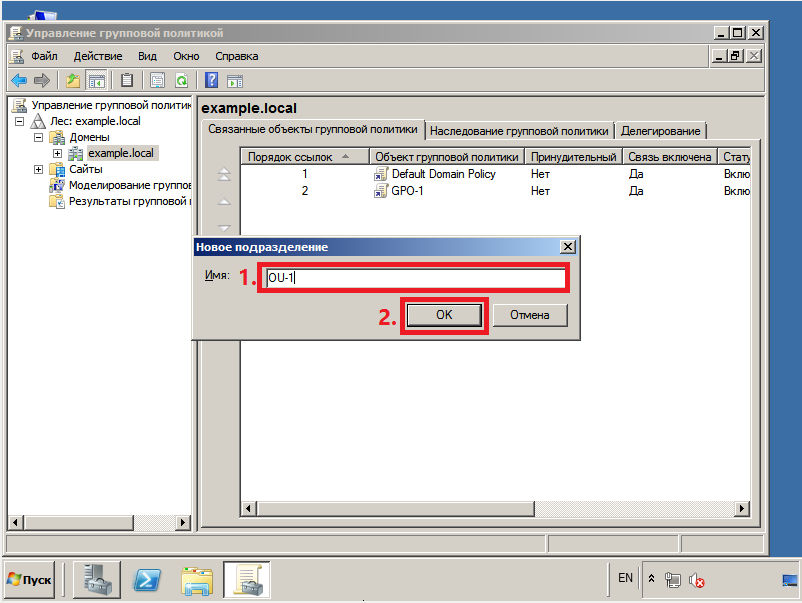 Управление групповой политикой
Файл Действие Вид Окно Справка
Управление групповой политик
Лес: example.local
Домены
example.local
Сайты
Моделирование группов
Результаты групповой
example.local
Связанные объекты групповой политики Наследование групповой политики Делегирование
Порядок ссылок Объект групповой политики Принудительный Связь включена Стату
1 Default Domain Policy Нет Да Вклю
2 GPO-1 Нет Да Вклю
Новое подразделение
Имя: 1. OU-1
2. OK Отмена
Пуск EN